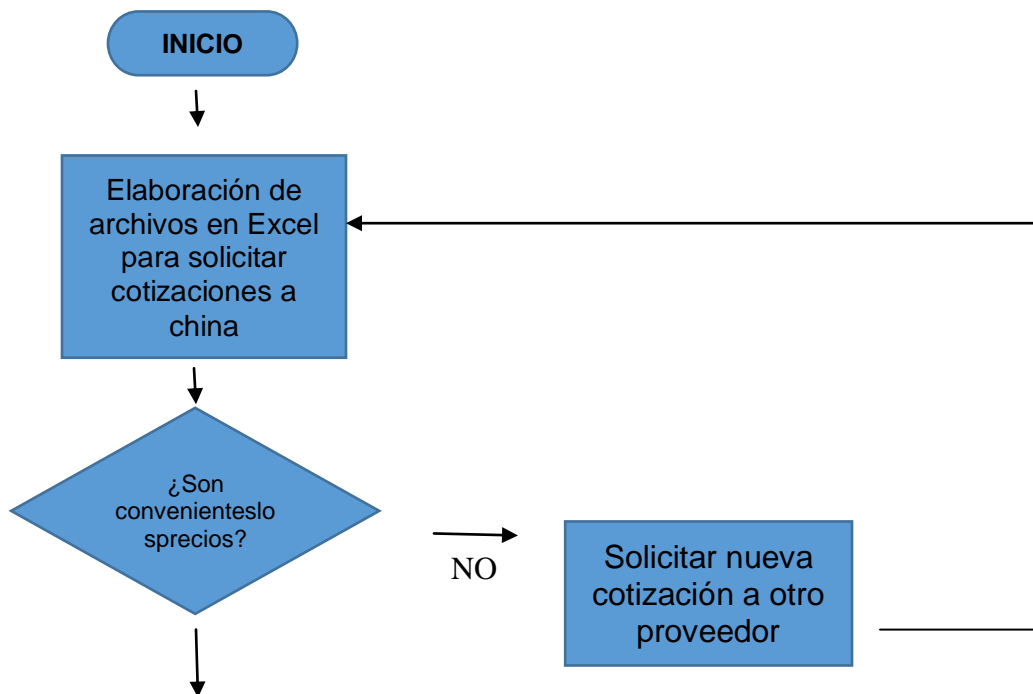 INICIO
Elaboración de
archivos en Excel
para solicitar
cotizaciones a
china
¿Son
convenienteslo
sprecios?
NO
Solicitar nueva
cotización a otro
proveedor